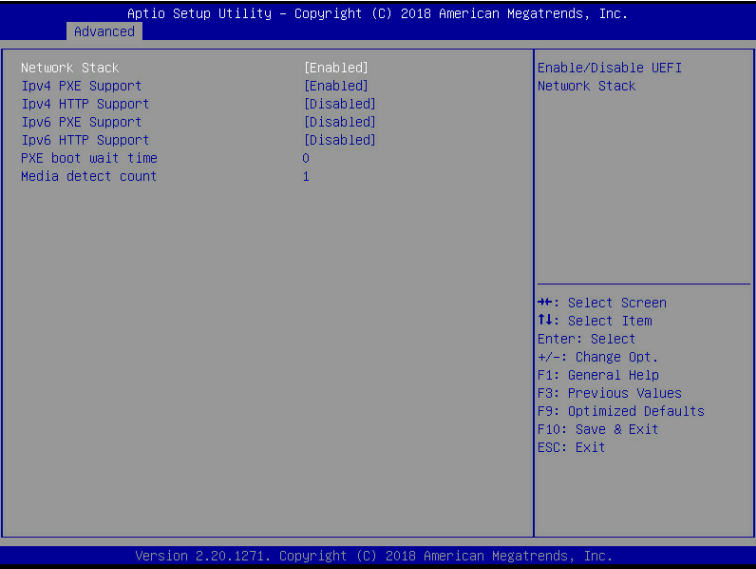 Aptio Setup Utility – Copyright (C) 2018 American Megatrends, Inc.
Advanced
Network Stack [Enabled]
Ipv4 PXE Support [Enabled]
Ipv4 HTTP Support [Disabled]
Ipv6 PXE Support [Disabled]
Ipv6 HTTP Support [Disabled]
PXE boot wait time 0
Media detect count 1
Enable/Disable UEFI
Network Stack
→←: Select Screen
↑↓: Select Item
Enter: Select
+/-: Change Opt.
F1: General Help
F3: Previous Values
F9: Optimized Defaults
F10: Save & Exit
ESC: Exit
Version 2.20.1271. Copyright (C) 2018 American Megatrends, Inc.